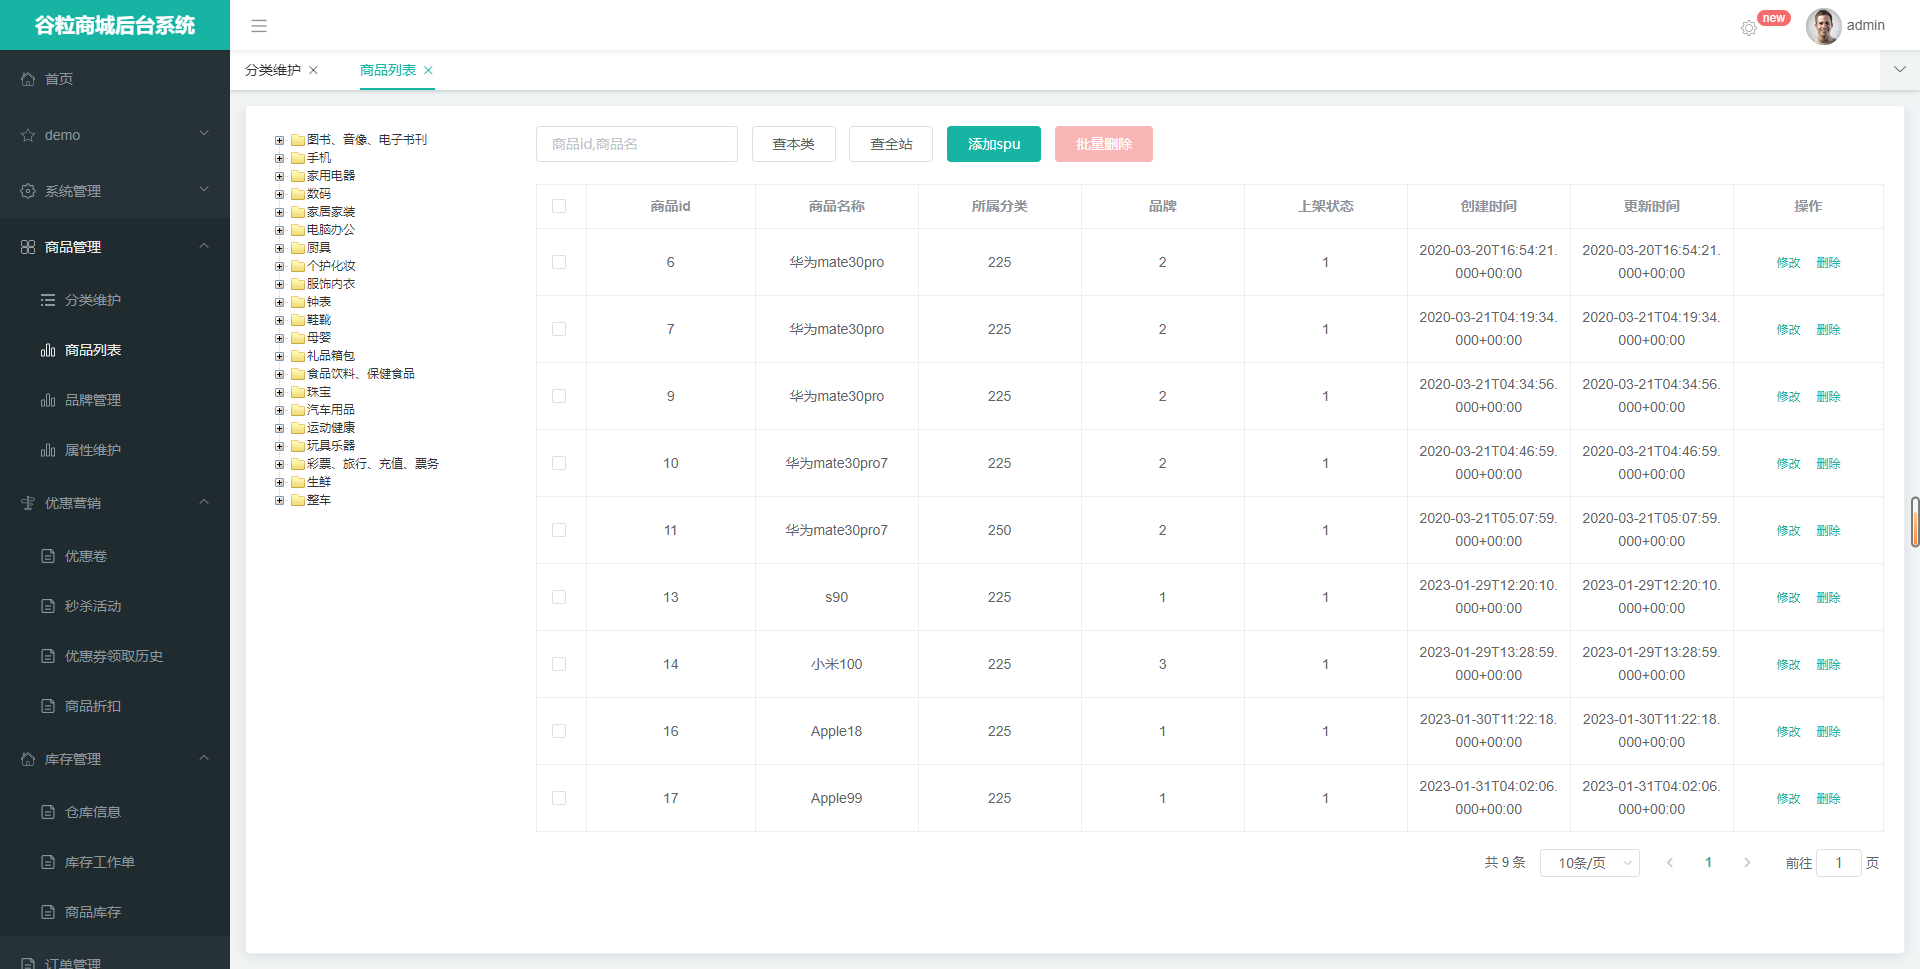 谷粒商城后台系统
new
admin
首页
demo
系统管理
商品管理
分类维护
商品列表
品牌管理
属性维护
优惠营销
优惠卷
秒杀活动
优惠券领取历史
商品折扣
库存管理
仓库信息
库存工作单
商品库存
订单管理
分类维护
商品列表
图书、音像、电子书刊
手机
家用电器
数码
家居家装
电脑办公
厨具
个护化妆
服饰内衣
钟表
鞋靴
母婴
礼品箱包
食品饮料、保健食品
珠宝
汽车用品
运动健康
玩具乐器
彩票、旅行、充值、票务
生鲜
整车
商品id,商品名 查本类 查全站 添加spu 批量删除
商品id 商品名称 所属分类 品牌 上架状态 创建时间 更新时间 操作
6 华为mate30pro 225 2 1 2020-03-20T16:54:21.000+00:00 2020-03-20T16:54:21.000+00:00 修改 删除
7 华为mate30pro 225 2 1 2020-03-21T04:19:34.000+00:00 2020-03-21T04:19:34.000+00:00 修改 删除
9 华为mate30pro 225 2 1 2020-03-21T04:34:56.000+00:00 2020-03-21T04:34:56.000+00:00 修改 删除
10 华为mate30pro7 225 2 1 2020-03-21T04:46:59.000+00:00 2020-03-21T04:46:59.000+00:00 修改 删除
11 华为mate30pro7 250 2 1 2020-03-21T05:07:59.000+00:00 2020-03-21T05:07:59.000+00:00 修改 删除
13 s90 225 1 1 2023-01-29T12:20:10.000+00:00 2023-01-29T12:20:10.000+00:00 修改 删除
14 小米100 225 3 1 2023-01-29T13:28:59.000+00:00 2023-01-29T13:28:59.000+00:00 修改 删除
16 Apple18 225 1 1 2023-01-30T11:22:18.000+00:00 2023-01-30T11:22:18.000+00:00 修改 删除
17 Apple99 225 1 1 2023-01-31T04:02:06.000+00:00 2023-01-31T04:02:06.000+00:00 修改 删除
共 9 条 10条/页 1 前往 1 页